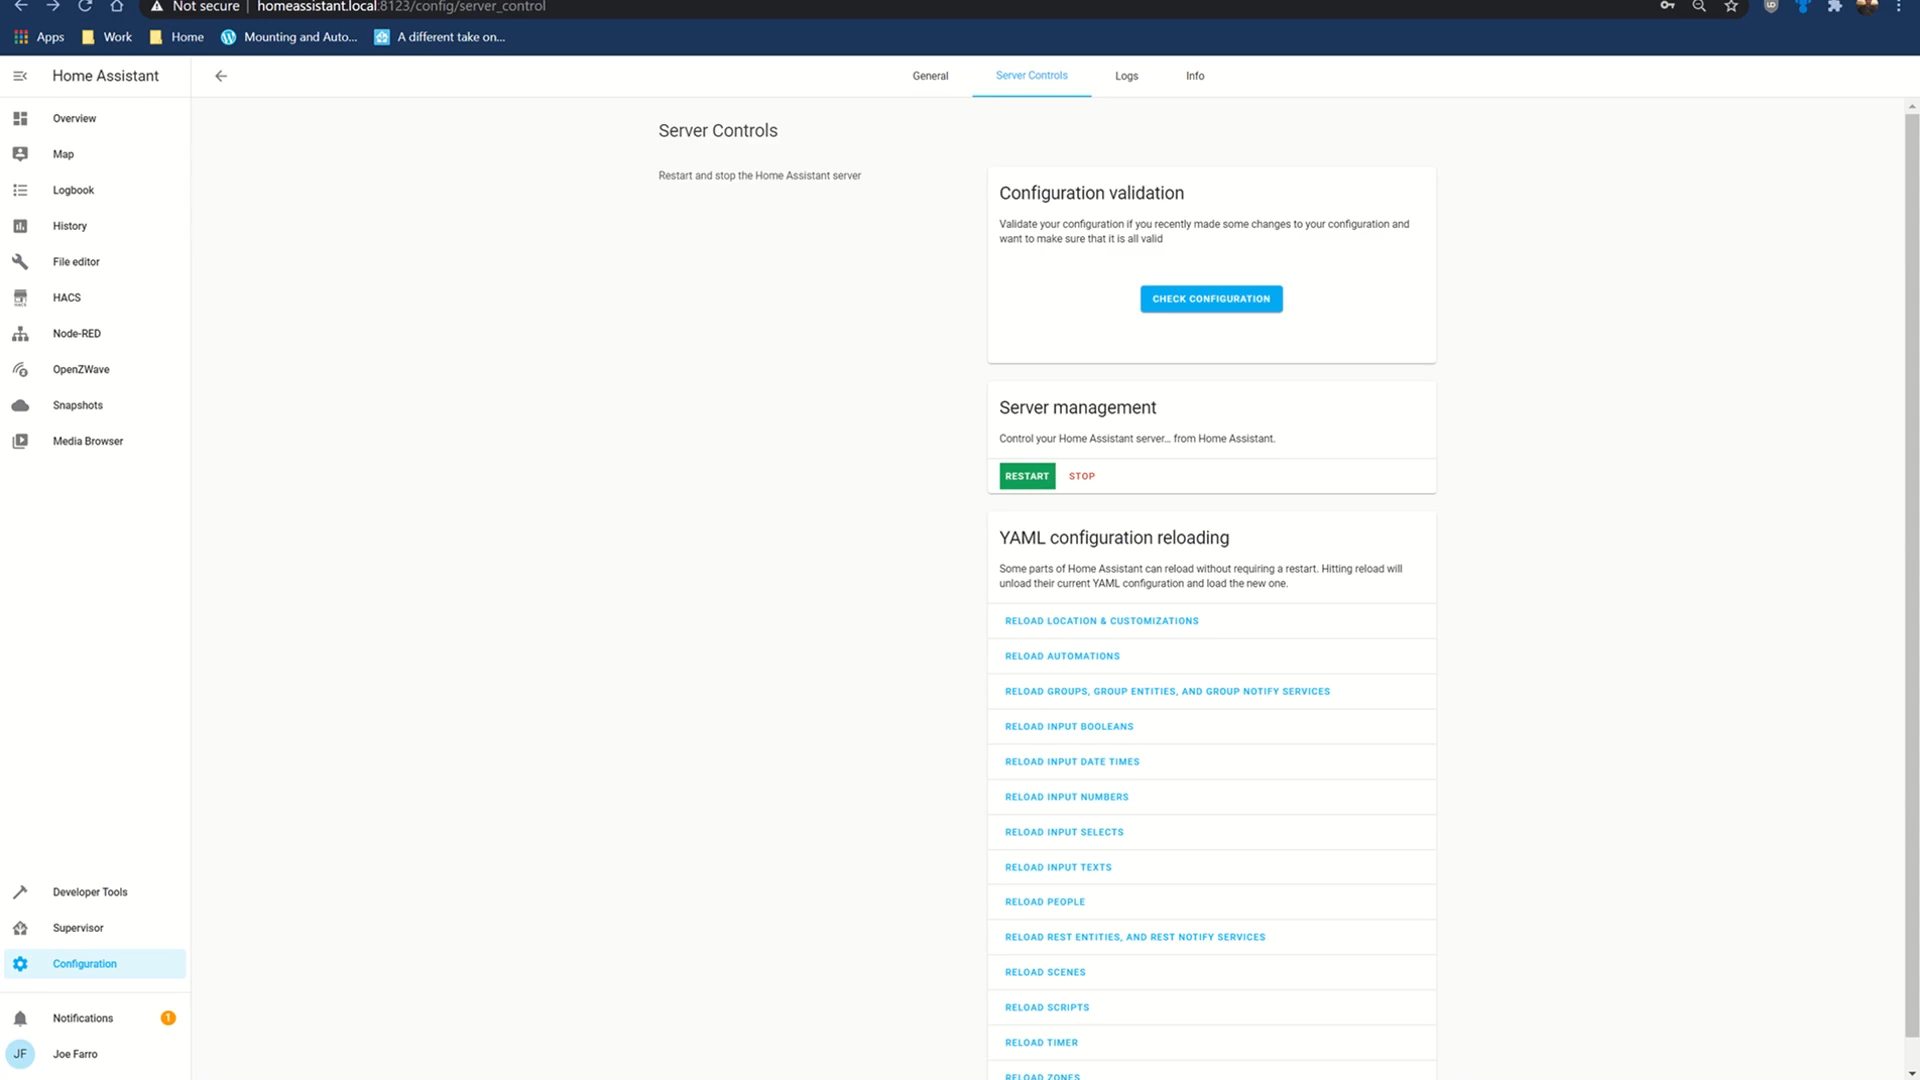 Not secure | homeassistant.local:8123/config/server_control
Apps Work Home Mounting and Auto... A different take on...
Home Assistant
General Server Controls Logs Info
Overview
Map
Logbook
History
File editor
HACS
Node-RED
OpenZWave
Snapshots
Media Browser
Developer Tools
Supervisor
Configuration
Notifications 1
JF Joe Farro
Server Controls
Restart and stop the Home Assistant server
Configuration validation
Validate your configuration if you recently made some changes to your configuration and
want to make sure that it is all valid
CHECK CONFIGURATION
Server management
Control your Home Assistant server... from Home Assistant.
RESTART STOP
YAML configuration reloading
Some parts of Home Assistant can reload without requiring a restart. Hitting reload will
unload their current YAML configuration and load the new one.
RELOAD LOCATION & CUSTOMIZATIONS
RELOAD AUTOMATIONS
RELOAD GROUPS, GROUP ENTITIES, AND GROUP NOTIFY SERVICES
RELOAD INPUT BOOLEANS
RELOAD INPUT DATE TIMES
RELOAD INPUT NUMBERS
RELOAD INPUT SELECTS
RELOAD INPUT TEXTS
RELOAD PEOPLE
RELOAD REST ENTITIES, AND REST NOTIFY SERVICES
RELOAD SCENES
RELOAD SCRIPTS
RELOAD TIMER
RELOAD ZONES